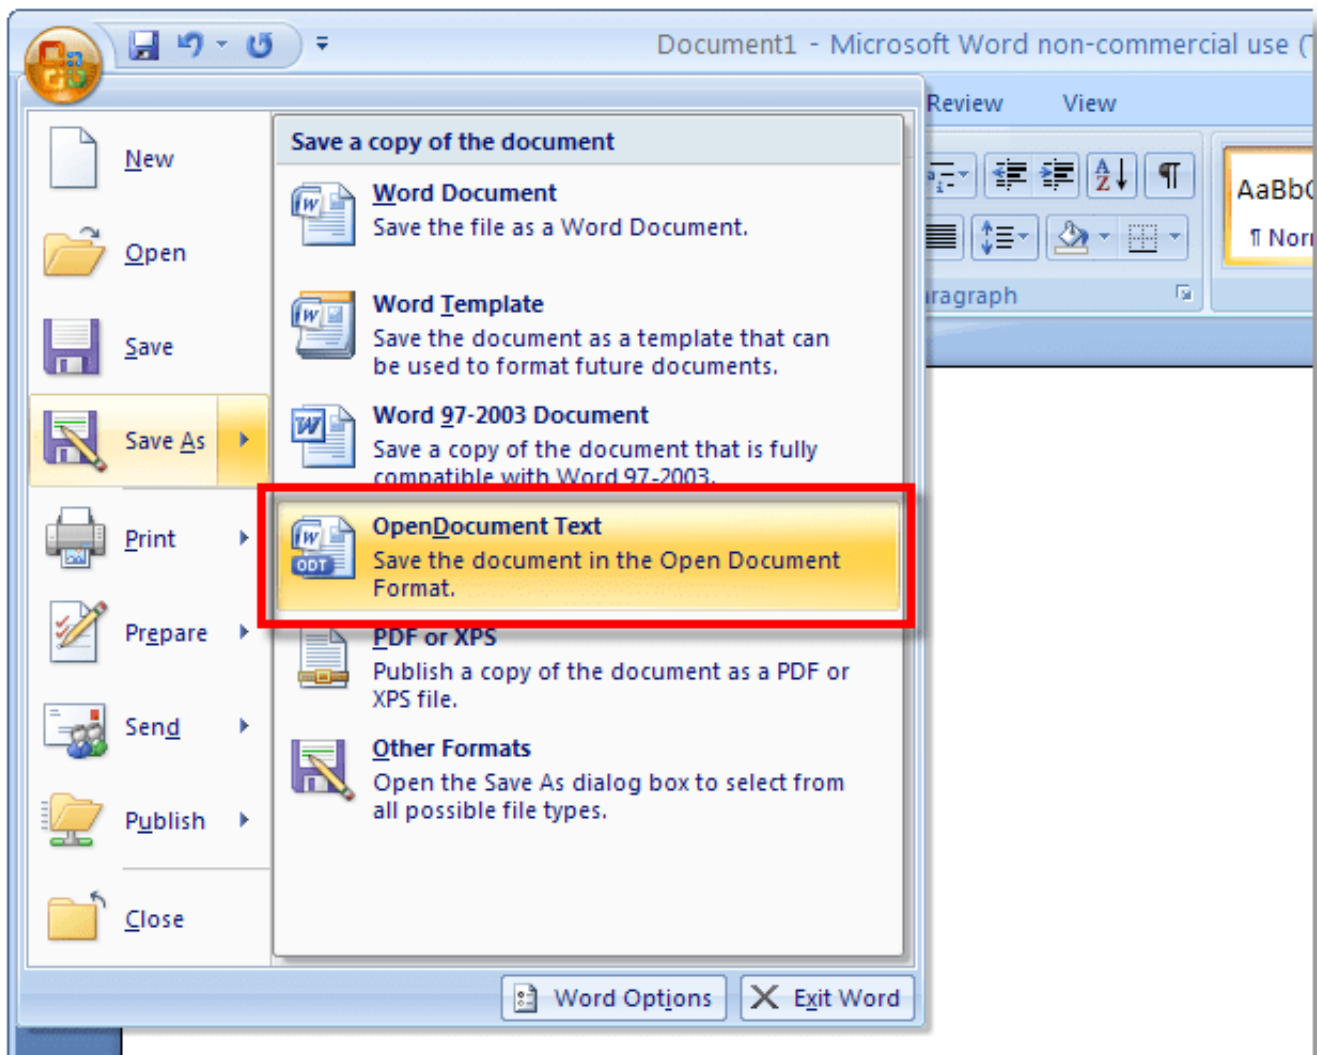 Document1 - Microsoft Word non-commercial use (
Review View
New
Open
Save
Save As
Print
Prepare
Send
Publish
Close
Save a copy of the document
Word Document
Save the file as a Word Document.
Word Template
Save the document as a template that can
be used to format future documents.
Word 97-2003 Document
Save a copy of the document that is fully
compatible with Word 97-2003.
ODT
OpenDocument Text
Save the document in the Open Document
Format.
PDF or XPS
Publish a copy of the document as a PDF or
XPS file.
Other Formats
Open the Save As dialog box to select from
all possible file types.
A
Z
¶
AaBb
¶ Nor
aragraph
Word Options
Exit Word